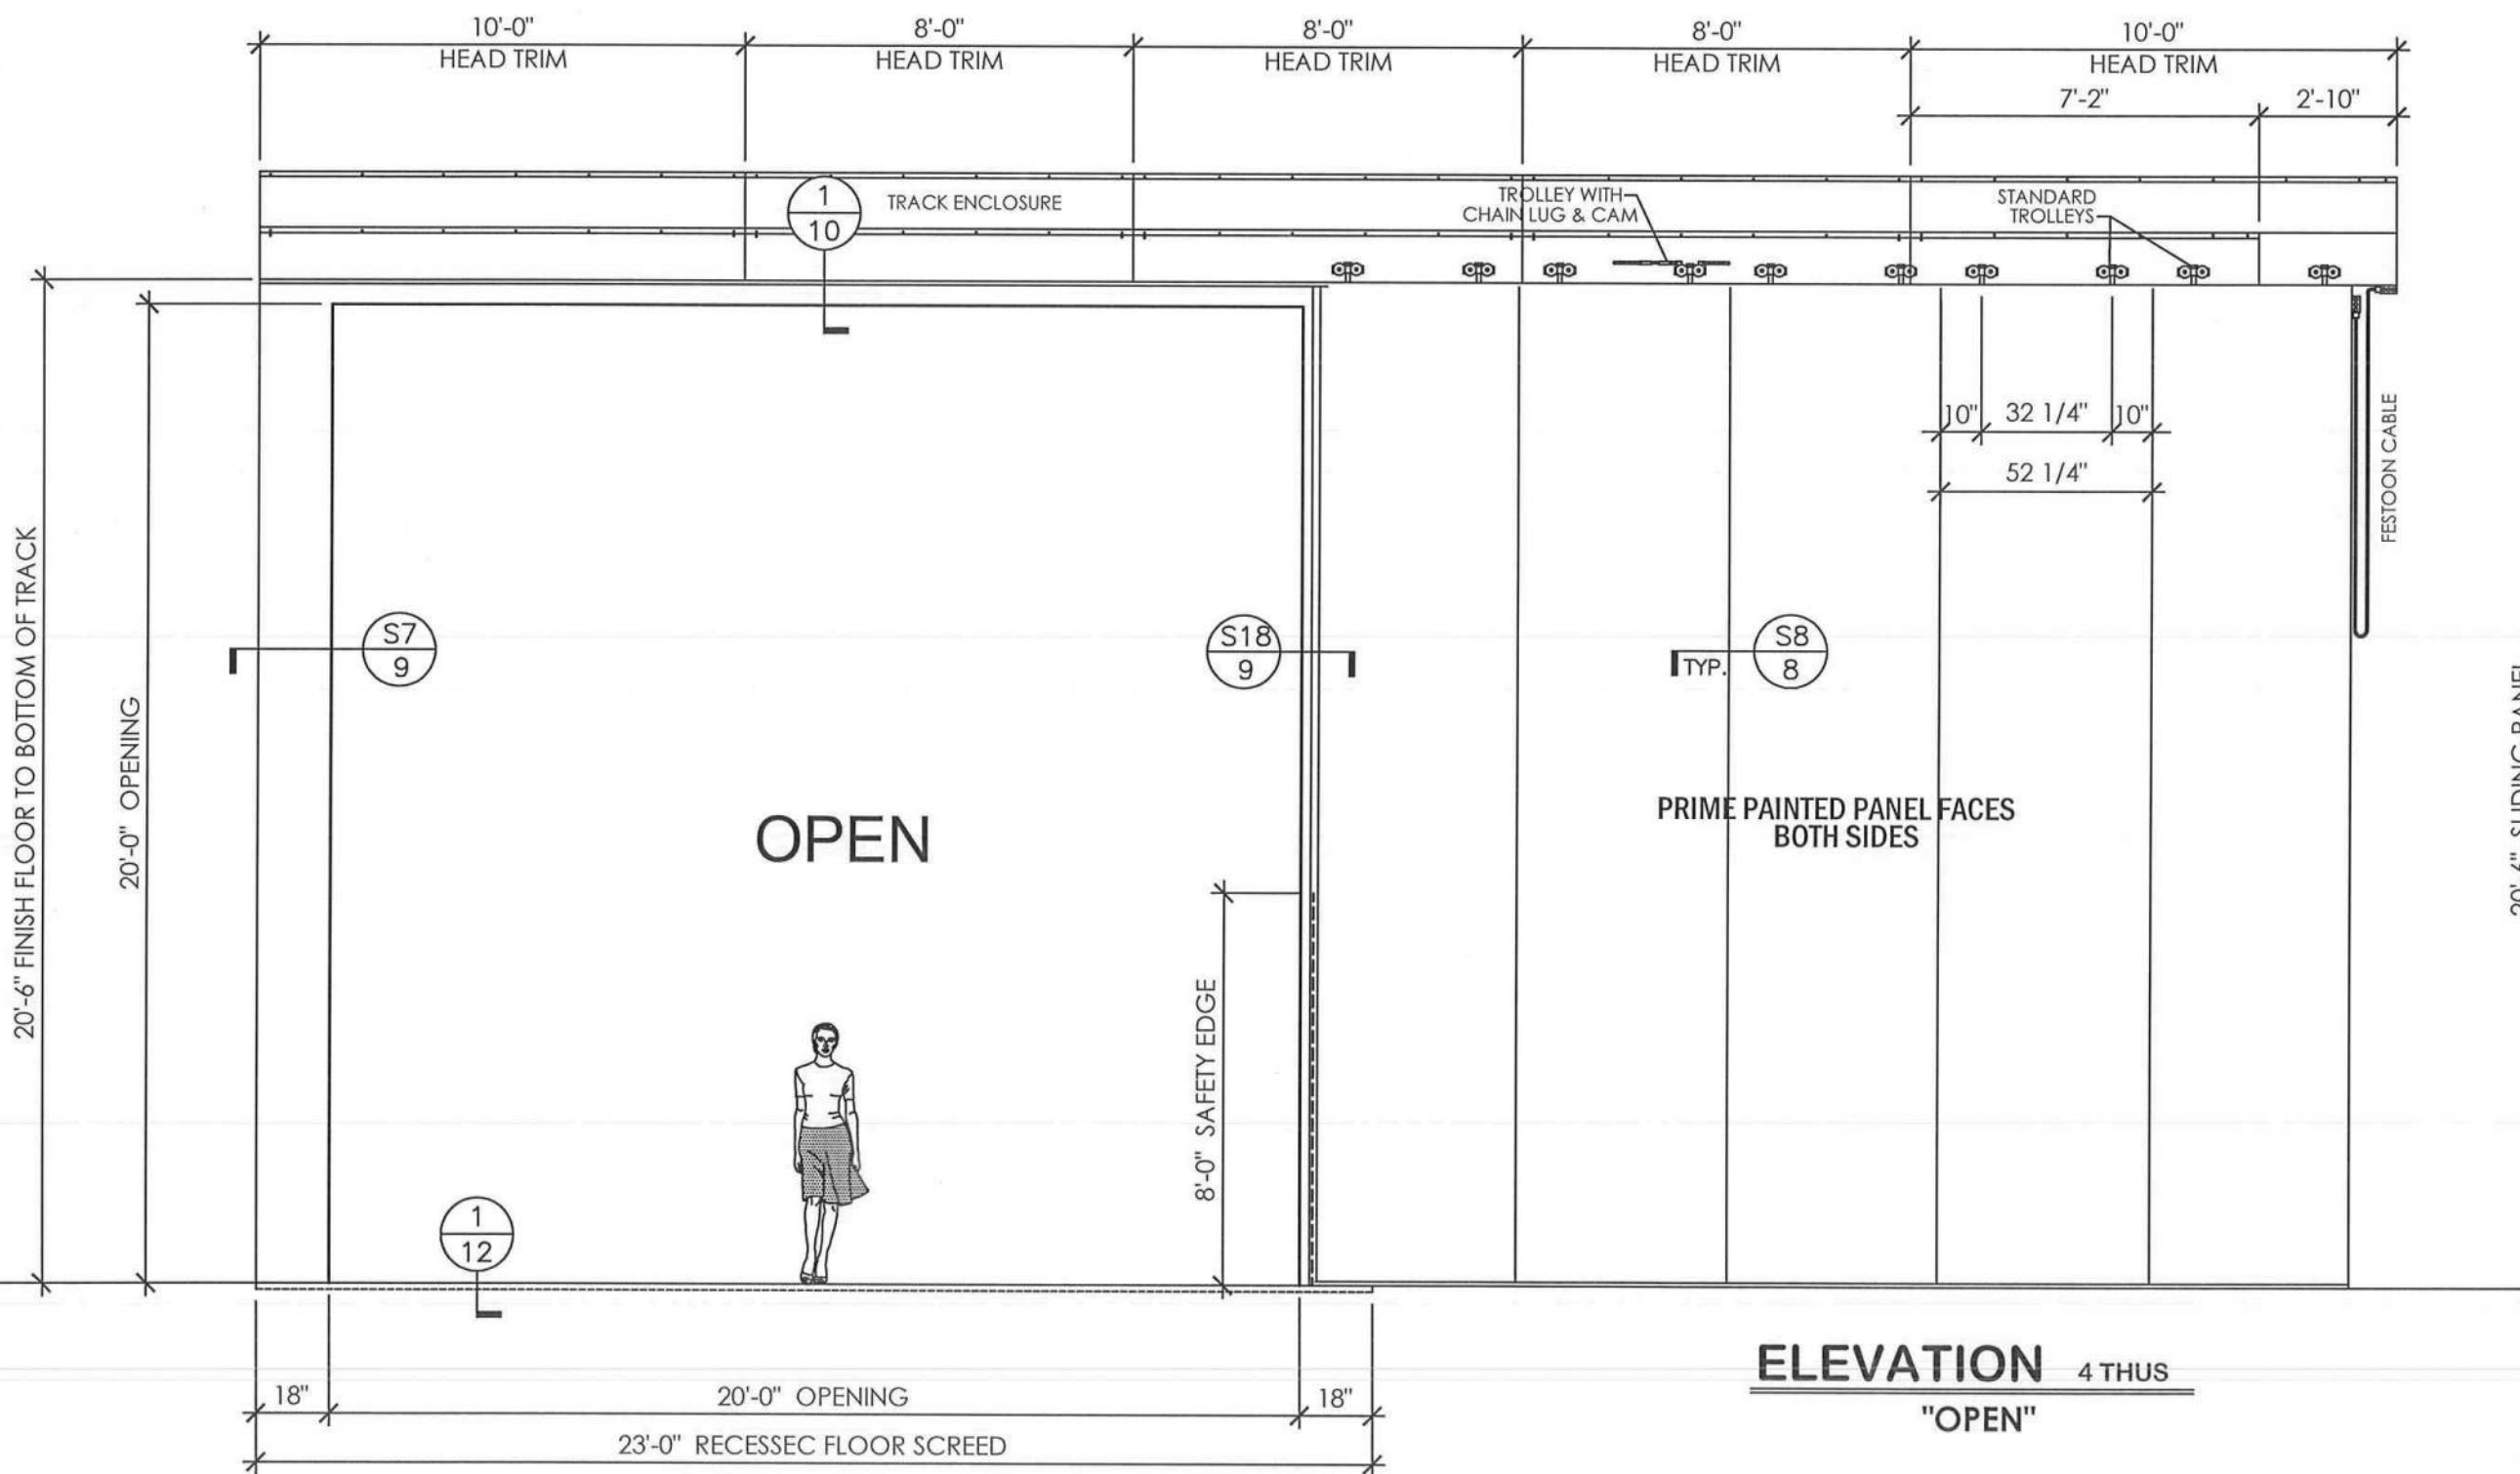 10'-0"
HEAD TRIM
8'-0"
HEAD TRIM
8'-0"
HEAD TRIM
8'-0"
HEAD TRIM
10'-0"
HEAD TRIM
7'-2"
2'-10"
1
10
TRACK ENCLOSURE
TROLLEY WITH
CHAIN LUG & CAM
STANDARD
TROLLEYS
10"
32 1/4"
10"
52 1/4"
FESTOON CABLE
20'-6" FINISH FLOOR TO BOTTOM OF TRACK
20'-0" OPENING
S7
9
S18
9
S8
8
TYP.
OPEN
PRIME PAINTED PANEL FACES
BOTH SIDES
20'-6" SLIDING PANEL
8'-0" SAFETY EDGE
1
12
18"
20'-0" OPENING
18"
23'-0" RECESSEC FLOOR SCREED
ELEVATION 4 THUS
"OPEN"